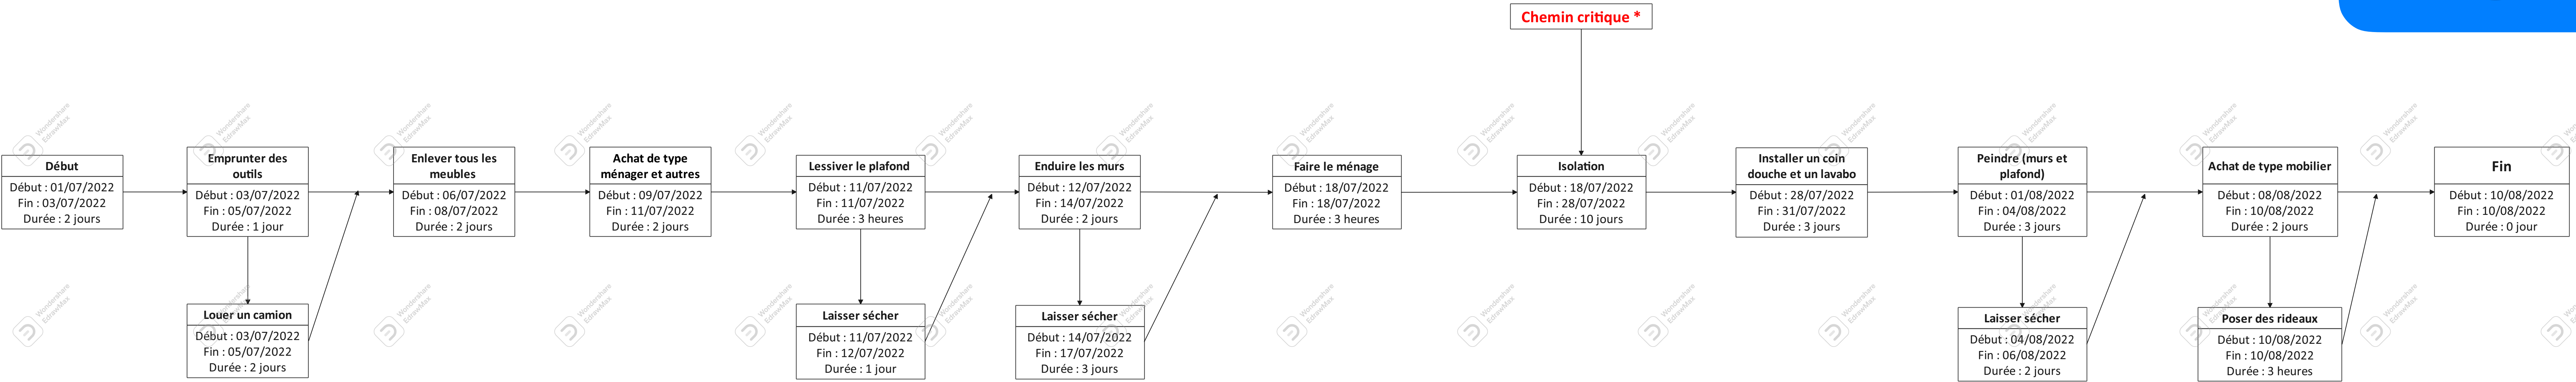 Chemin critique *
Début
Début : 01/07/2022
Fin : 03/07/2022
Durée : 2 jours
Emprunter des
outils
Début : 03/07/2022
Fin : 05/07/2022
Durée : 1 jour
Louer un camion
Début : 03/07/2022
Fin : 05/07/2022
Durée : 2 jours
Enlever tous les
meubles
Début : 06/07/2022
Fin : 08/07/2022
Durée : 2 jours
Achat de type
ménager et autres
Début : 09/07/2022
Fin : 11/07/2022
Durée : 2 jours
Lessiver le plafond
Début : 11/07/2022
Fin : 11/07/2022
Durée : 3 heures
Laisser sécher
Début : 11/07/2022
Fin : 12/07/2022
Durée : 1 jour
Enduire les murs
Début : 12/07/2022
Fin : 14/07/2022
Durée : 2 jours
Laisser sécher
Début : 14/07/2022
Fin : 17/07/2022
Durée : 3 jours
Faire le ménage
Début : 18/07/2022
Fin : 18/07/2022
Durée : 3 heures
Isolation
Début : 18/07/2022
Fin : 28/07/2022
Durée : 10 jours
Installer un coin
douche et un lavabo
Début : 28/07/2022
Fin : 31/07/2022
Durée : 3 jours
Peindre (murs et
plafond)
Début : 01/08/2022
Fin : 04/08/2022
Durée : 3 jours
Laisser sécher
Début : 04/08/2022
Fin : 06/08/2022
Durée : 2 jours
Achat de type mobilier
Début : 08/08/2022
Fin : 10/08/2022
Durée : 2 jours
Poser des rideaux
Début : 10/08/2022
Fin : 10/08/2022
Durée : 3 heures
Fin
Début : 10/08/2022
Fin : 10/08/2022
Durée : 0 jour
Wondershare
EdrawMax